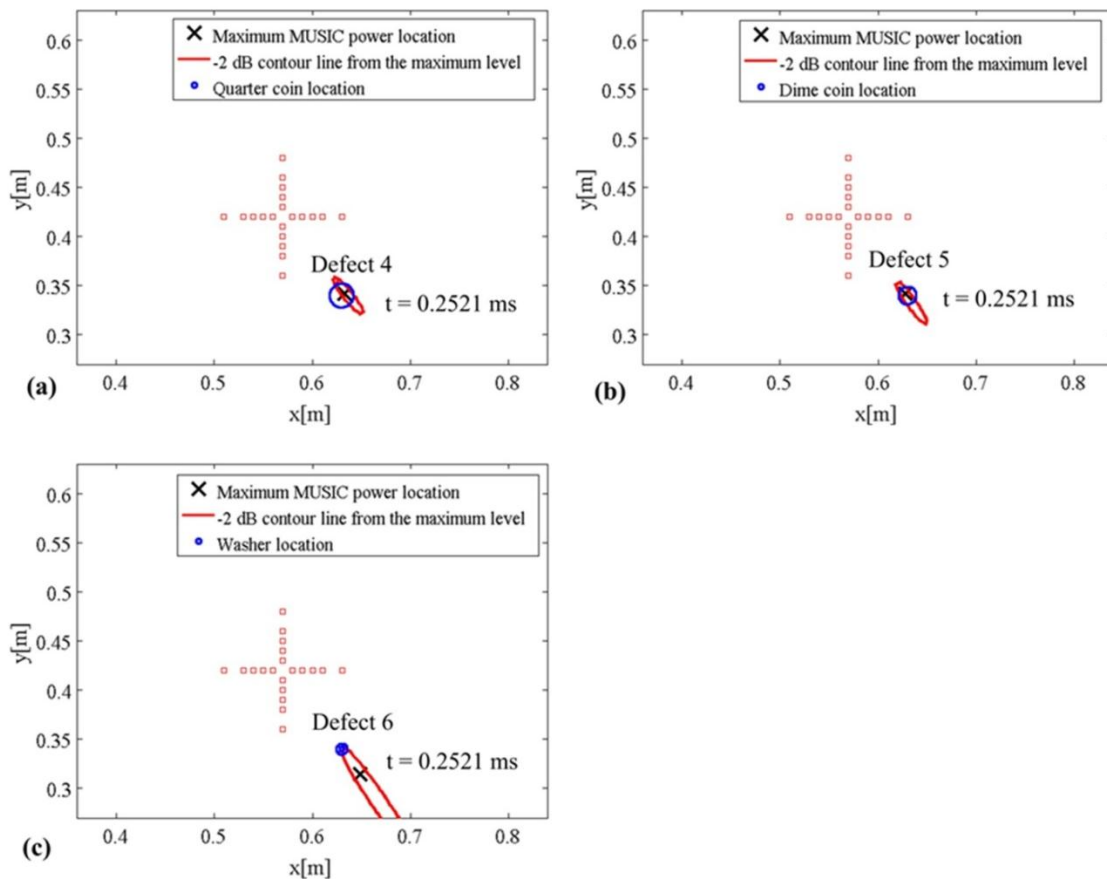 Maximum MUSIC power location
-2 dB contour line from the maximum level
Quarter coin location
0.6
0.55
0.5
0.45
0.4
0.35
0.3
y[m]
Defect 4
t = 0.2521 ms
0.4 0.5 0.6 0.7 0.8
x[m]
(a)
Maximum MUSIC power location
-2 dB contour line from the maximum level
Dime coin location
0.6
0.55
0.5
0.45
0.4
0.35
0.3
y[m]
Defect 5
t = 0.2521 ms
0.4 0.5 0.6 0.7 0.8
x[m]
(b)
Maximum MUSIC power location
-2 dB contour line from the maximum level
Washer location
0.6
0.55
0.5
0.45
0.4
0.35
0.3
y[m]
Defect 6
t = 0.2521 ms
0.4 0.5 0.6 0.7 0.8
x[m]
(c)